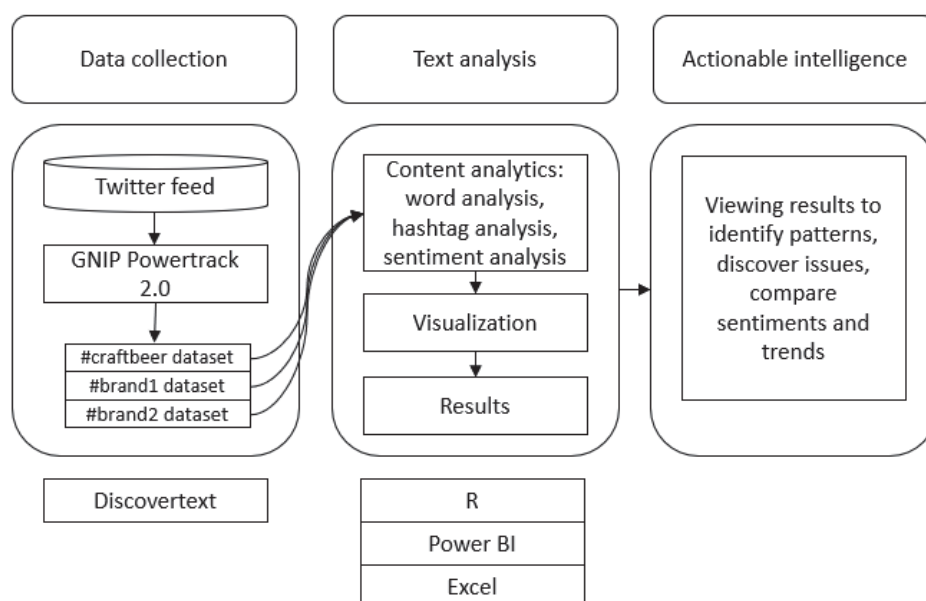 Data collection
Text analysis
Actionable intelligence
Twitter feed
GNIP Powertrack
2.0
#craftbeer dataset
#brand1 dataset
#brand2 dataset
Discovertext
Content analytics:
word analysis,
hashtag analysis,
sentiment analysis
Visualization
Results
R
Power BI
Excel
Viewing results to
identify patterns,
discover issues,
compare
sentiments and
trends